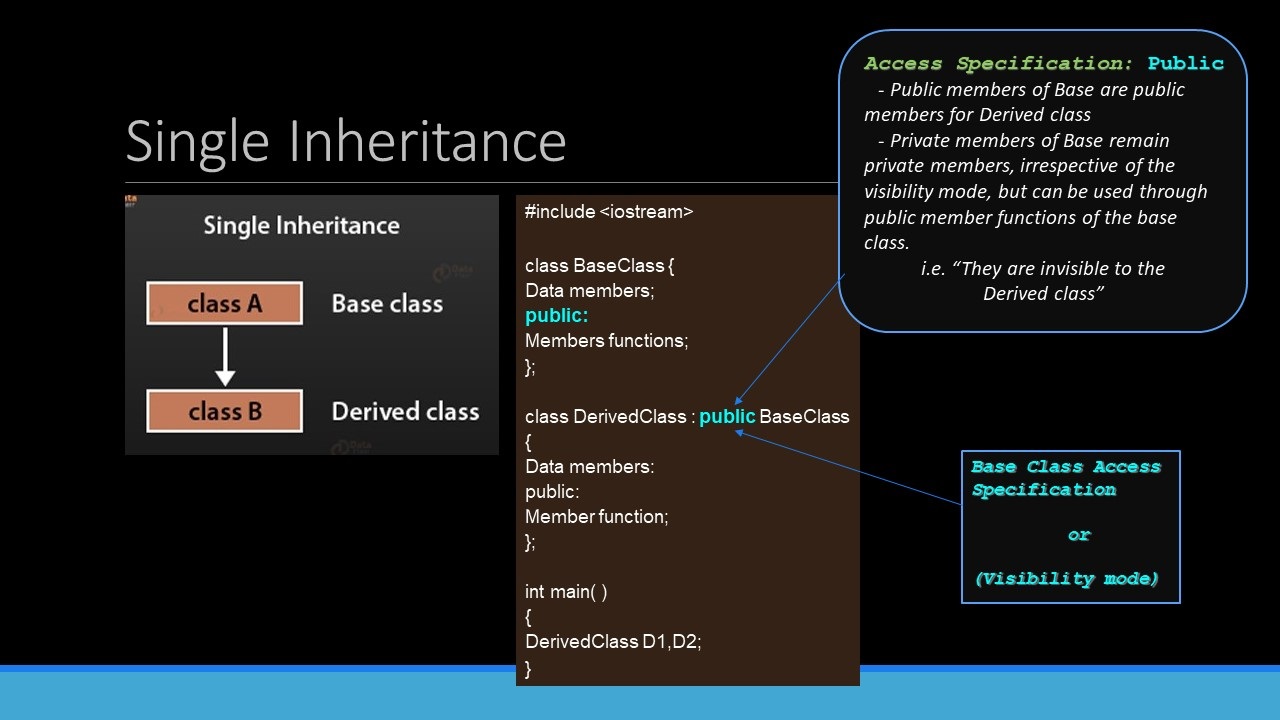 Single Inheritance
Single Inheritance
class A
Base class
class B
Derived class
#include <iostream>
class BaseClass {
Data members;
public:
Members functions;
};
class DerivedClass : public BaseClass
{
Data members:
public:
Member function;
};
int main( )
{
DerivedClass D1,D2;
}
Access Specification: Public
- Public members of Base are public
members for Derived class
- Private members of Base remain
private members, irrespective of the
visibility mode, but can be used through
public member functions of the base
class.
i.e. “They are invisible to the
Derived class”
Base Class Access
Specification
or
(Visibility mode)